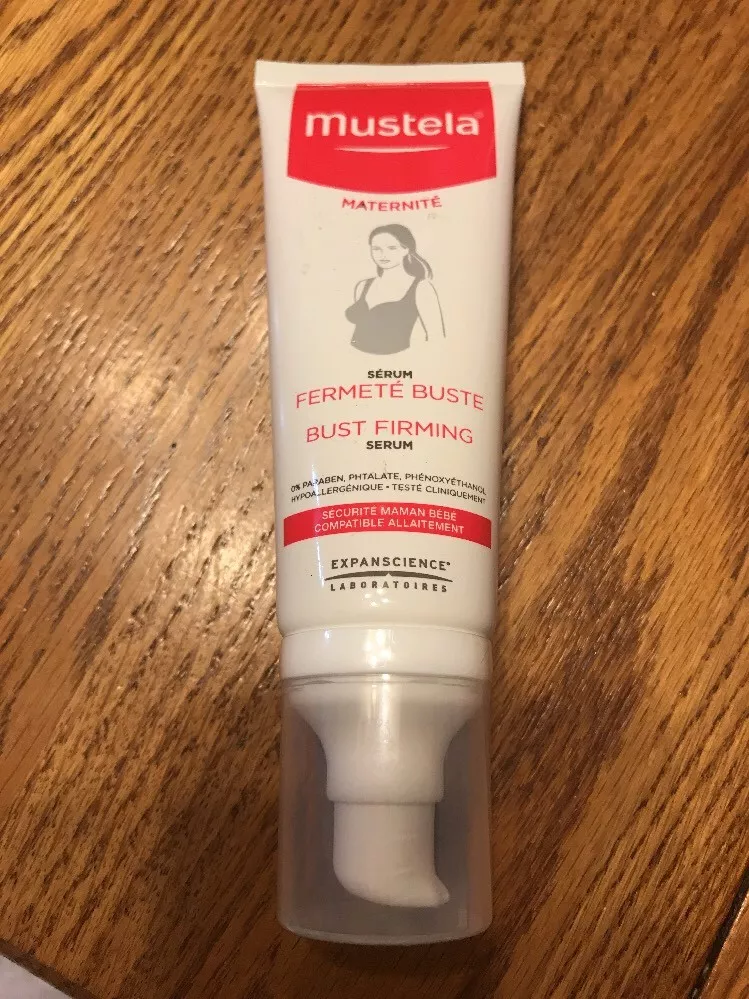 mustela®
MATERNITÉ
SÉRUM
FERMETÉ BUSTE
BUST FIRMING
SERUM
0% PARABEN, PHTALATE, PHÉNOXYÉTHANOL
HYPOALLERGÉNIQUE • TESTÉ CLINIQUEMENT
SÉCURITÉ MAMAN BÉBÉ
COMPATIBLE ALLAITEMENT
EXPANSCIENCE®
LABORATOIRES